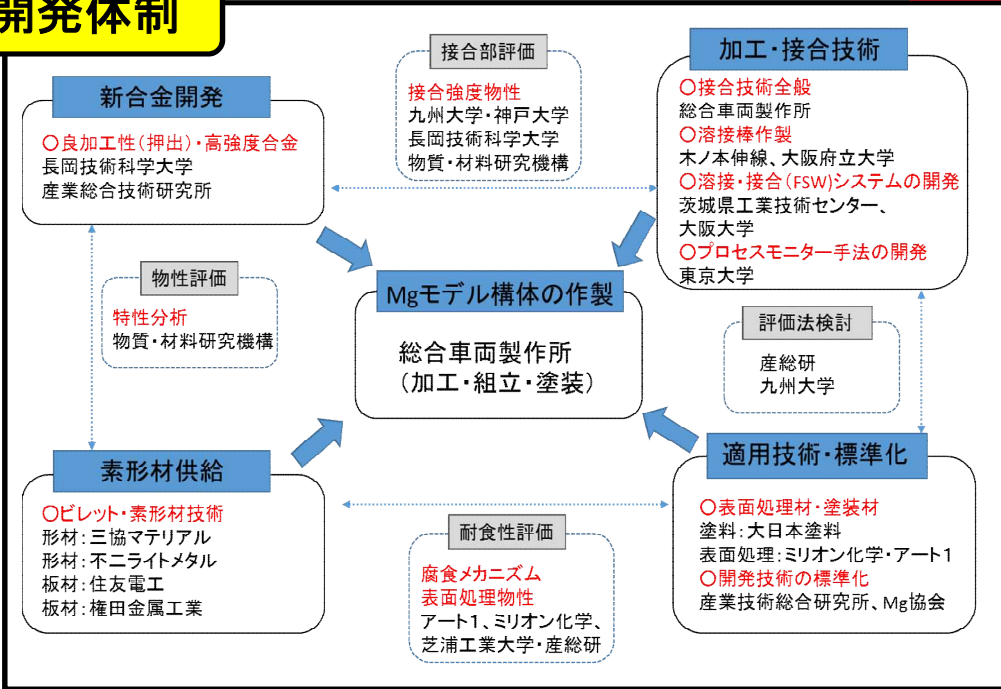 開発体制
新合金開発
〇良加工性(押出)・高強度合金
長岡技術科学大学
産業総合技術研究所
接合部評価
接合強度物性
九州大学・神戸大学
長岡技術科学大学
物質・材料研究機構
加工・接合技術
〇接合技術全般
総合車両製作所
〇溶接棒作製
木ノ本伸線、大阪府立大学
〇溶接・接合(FSW)システムの開発
茨城県工業技術センター、
大阪大学
〇プロセスモニター手法の開発
東京大学
物性評価
特性分析
物質・材料研究機構
Mgモデル構体の作製
総合車両製作所
(加工・組立・塗装)
評価法検討
産総研
九州大学
素形材供給
〇ビレット・素形材技術
形材:三協マテリアル
形材:不二ライトメタル
板材:住友電工
板材:権田金属工業
耐食性評価
腐食メカニズム
表面処理物性
アート1、ミリオン化学、
芝浦工業大学・産総研
適用技術・標準化
〇表面処理材・塗装材
塗料:大日本塗料
表面処理:ミリオン化学・アート1
〇開発技術の標準化
産業技術総合研究所、Mg協会